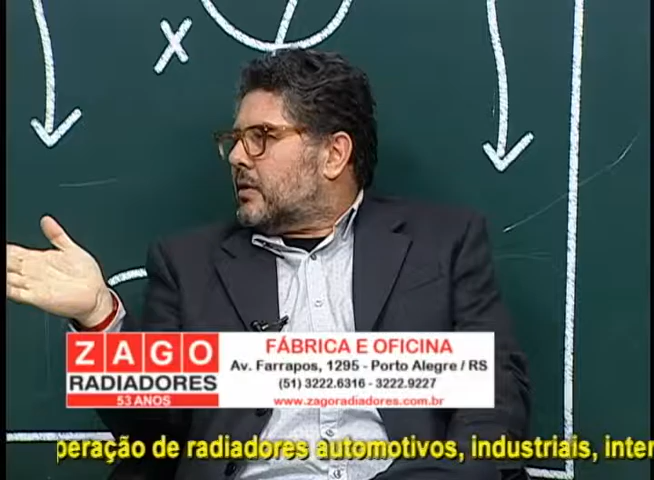 ZAGO
RADIADORES
53 ANOS
FÁBRICA E OFICINA
Av. Farrapos, 1295 - Porto Alegre / RS
(51) 3222.6316 - 3222.9227
www.zagoradiadores.com.br
peração de radiadores automotivos, industriais, inter